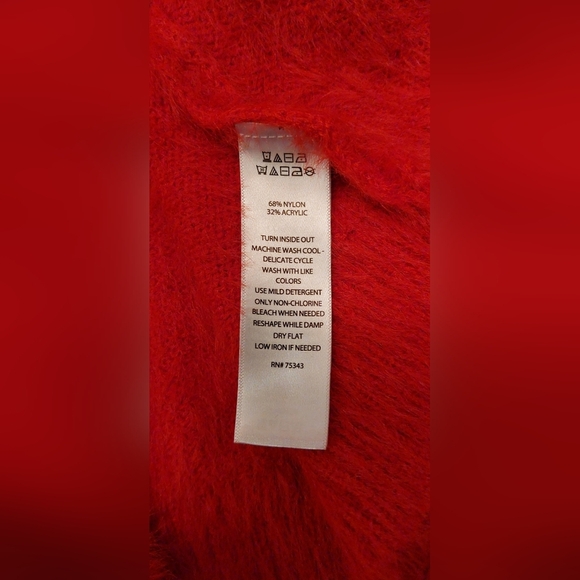 68% NYLON
32% ACRYLIC
TURN INSIDE OUT
MACHINE WASH COOL -
DELICATE CYCLE
WASH WITH LIKE
COLORS
USE MILD DETERGENT
ONLY NON-CHLORINE
BLEACH WHEN NEEDED
RESHAPE WHILE DAMP
DRY FLAT
LOW IRON IF NEEDED
RN# 75343